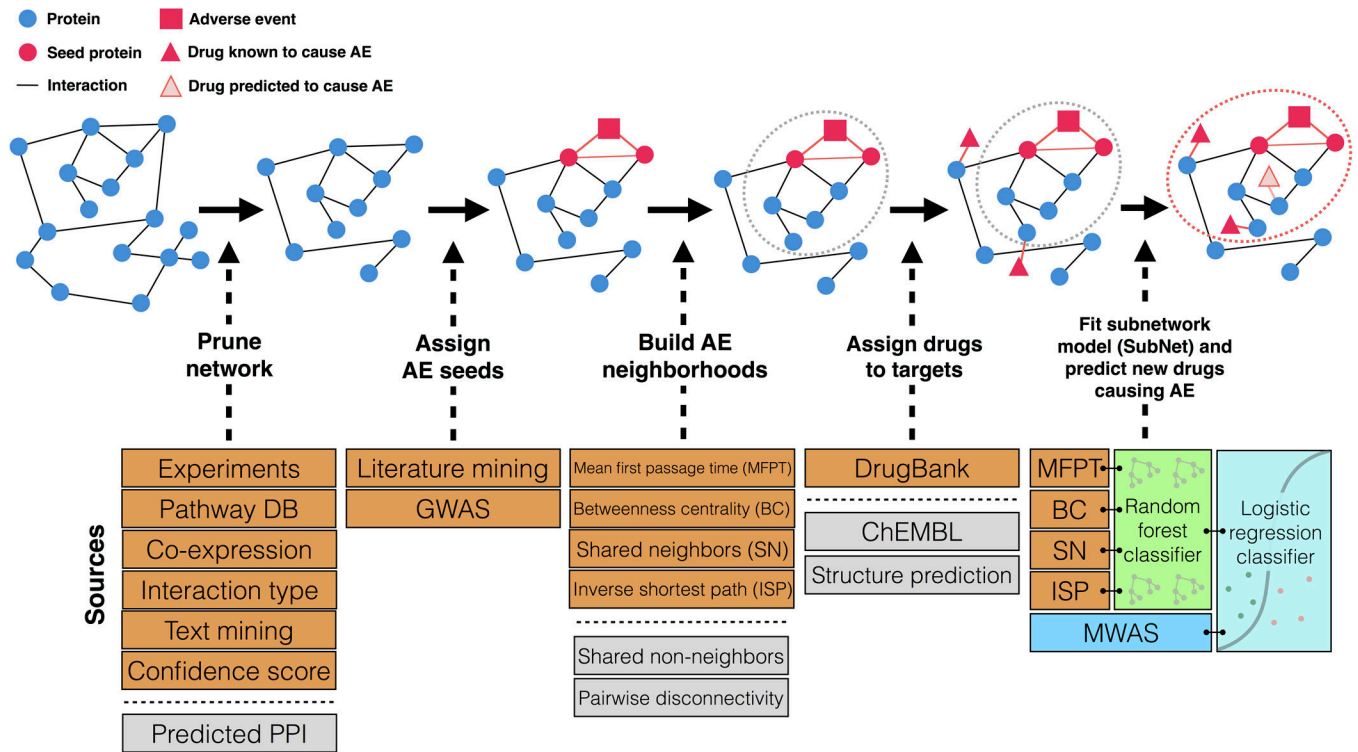 Protein
Adverse event
Seed protein
Drug known to cause AE
Interaction
Drug predicted to cause AE
Prune
network
Assign
AE seeds
Build AE
neighborhoods
Assign drugs
to targets
Fit subnetwork
model (SubNet) and
predict new drugs
causing AE
Sources
Experiments
Pathway DB
Co-expression
Interaction type
Text mining
Confidence score
Predicted PPI
Literature mining
GWAS
Mean first passage time (MFPT)
Betweenness centrality (BC)
Shared neighbors (SN)
Inverse shortest path (ISP)
Shared non-neighbors
Pairwise disconnectivity
DrugBank
ChEMBL
Structure prediction
MFPT
BC
SN
ISP
Random
forest
classifier
MWAS
Logistic
regression
classifier